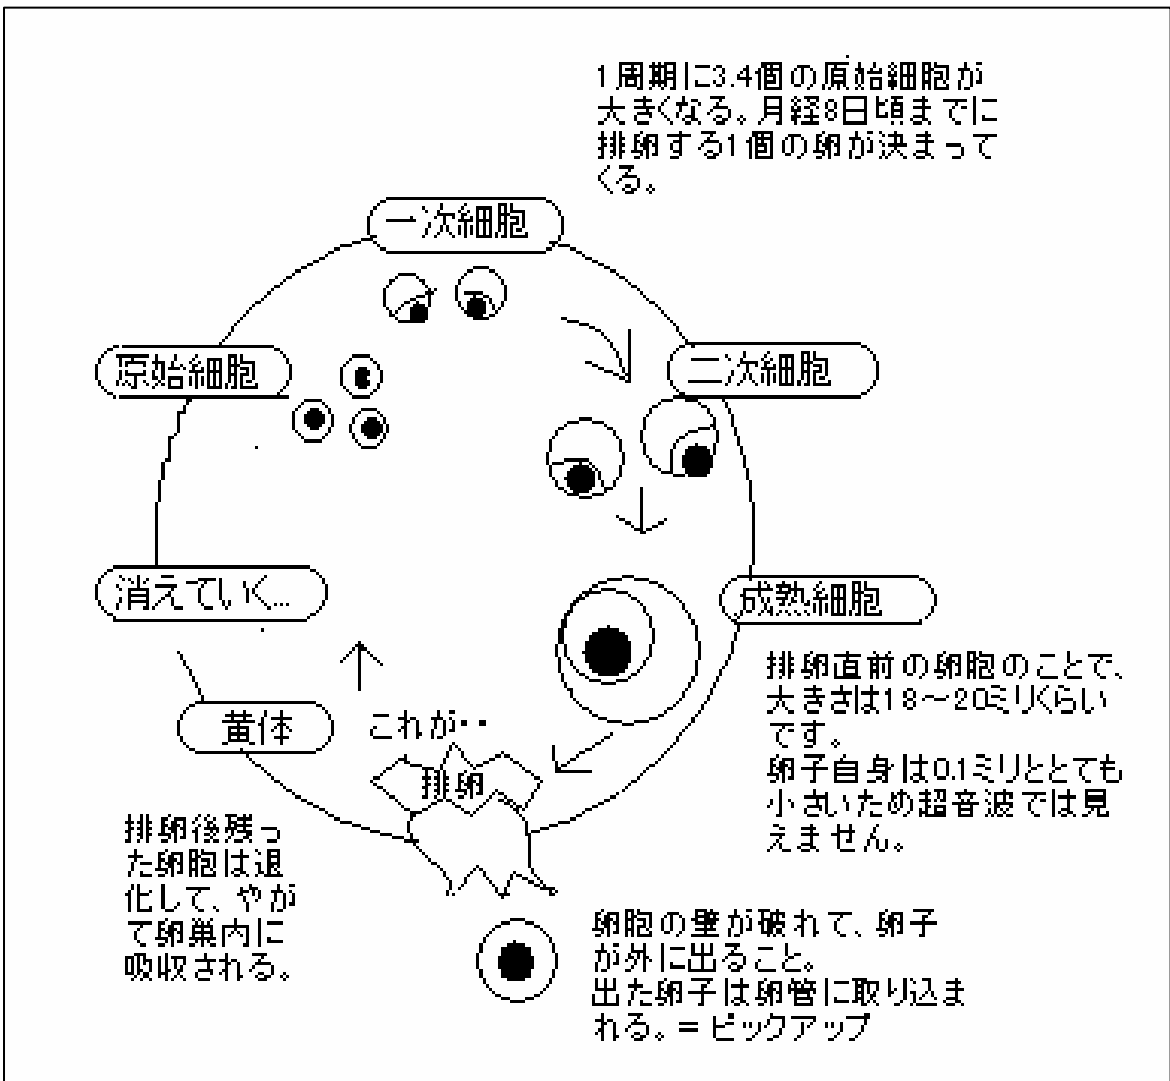 1周期に3.4個の原始細胞が
大きくなる。月経8日頃までに
排卵する1個の卵が決まって
くる。
一次細胞
原始細胞
二次細胞
消えていく...
成熟細胞
排卵直前の卵胞のことで、
大きさは18～20ミリくらい
です。
卵子自身は0.1ミリととても
小さいため超音波では見
えません。
黄体
これが・・
排卵
排卵後残っ
た卵胞は退
化して、やが
て卵巣内に
吸収される。
卵胞の壁が破れて、卵子
が外に出ること。
出た卵子は卵管に取り込ま
れる。＝ピックアップ